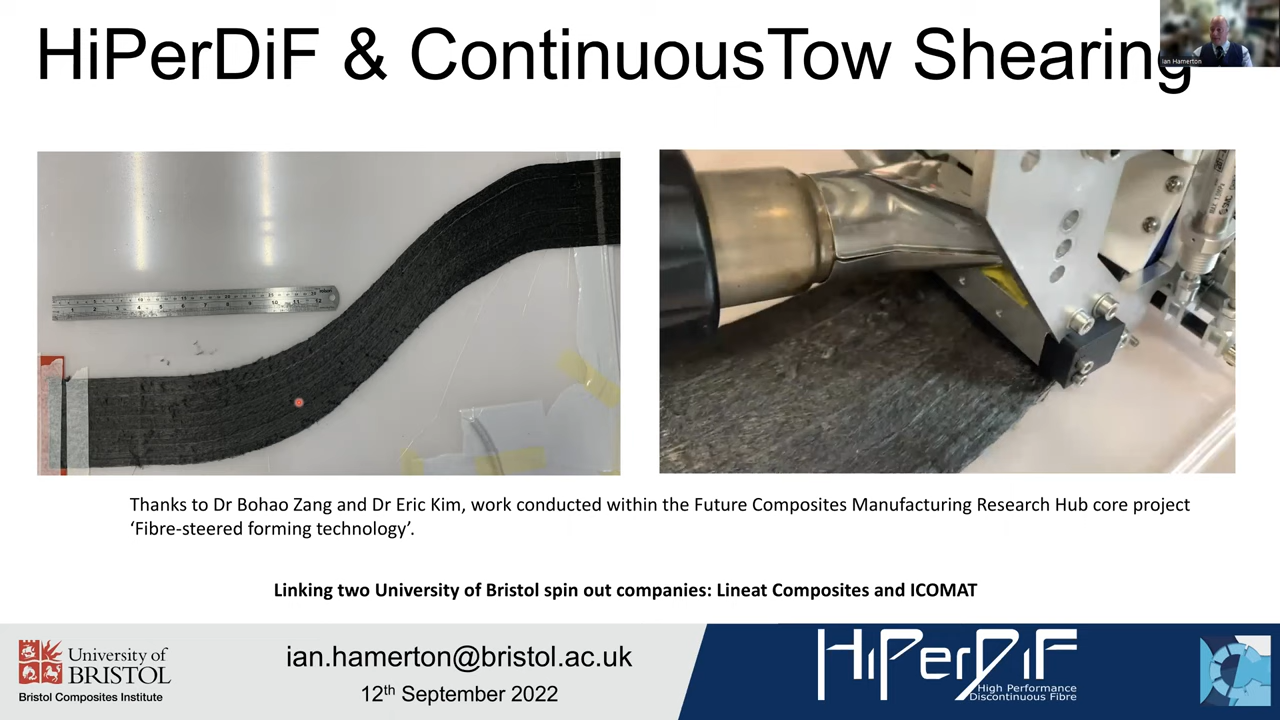 HiPerDiF & ContinuousTow Shearing
Ian Hamerton
Thanks to Dr Bohao Zang and Dr Eric Kim, work conducted within the Future Composites Manufacturing Research Hub core project
‘Fibre-steered forming technology’.
Linking two University of Bristol spin out companies: Lineat Composites and ICOMAT
University of
BRISTOL
Bristol Composites Institute
ian.hamerton@bristol.ac.uk
12th September 2022
HiPerDiF
High Performance
Discontinuous Fibre